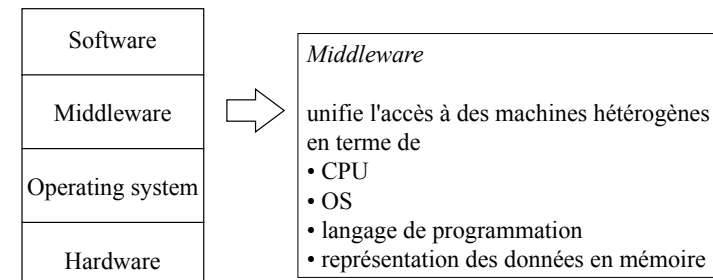 Software
Middleware
Operating system
Hardware
Middleware
unifie l'accès à des machines hétérogènes
en terme de
• CPU
• OS
• langage de programmation
• représentation des données en mémoire